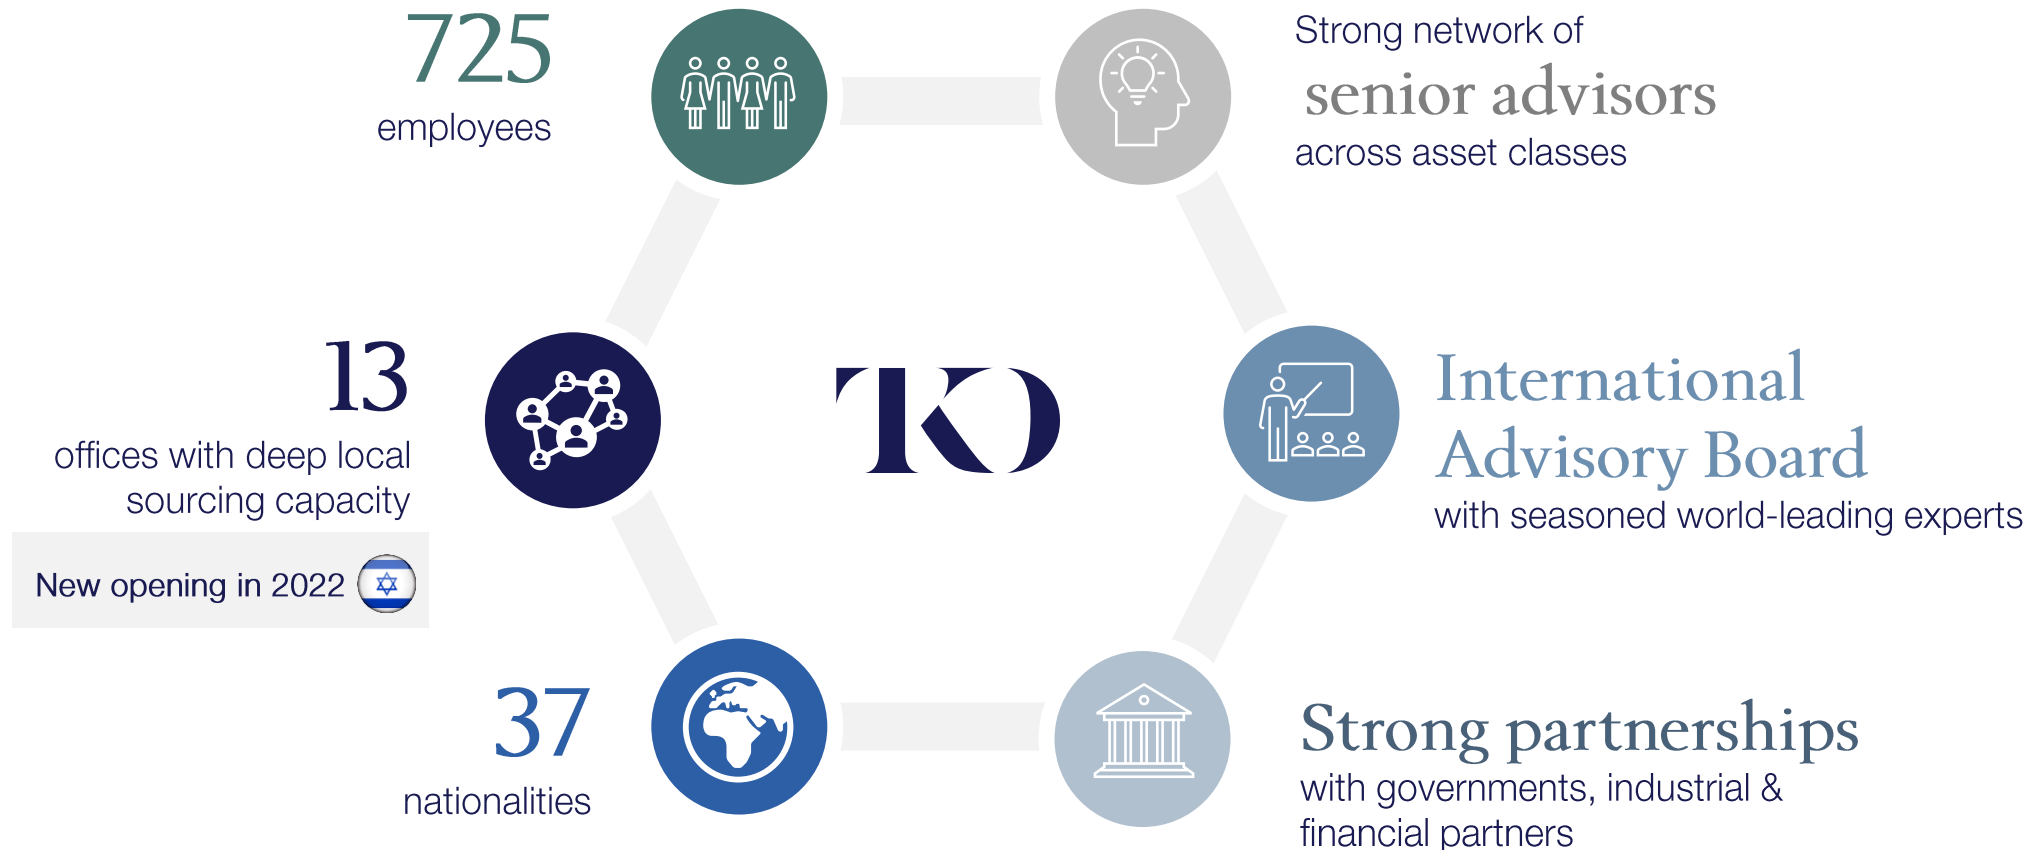 725
employees
Strong network of
senior advisors
across asset classes
13
offices with deep local
sourcing capacity
New opening in 2022
TKO
International
Advisory Board
with seasoned world-leading experts
37
nationalities
Strong partnerships
with governments, industrial &
financial partners